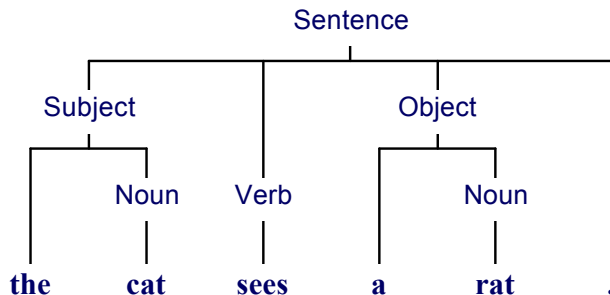 Sentence
Subject Object
Noun Verb Noun
the cat sees a rat .